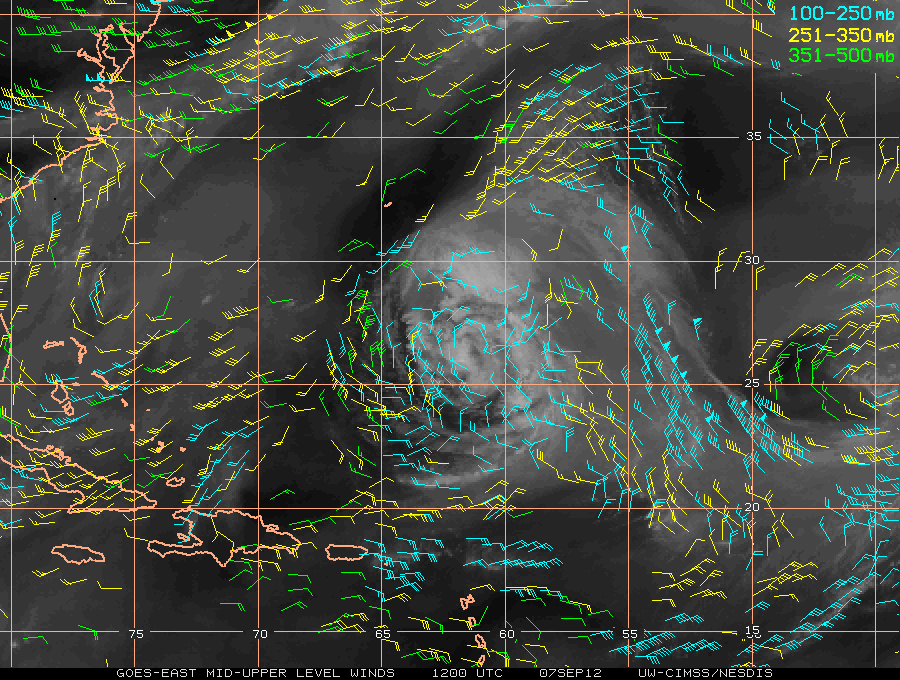 100-250mb
251-350mb
351-500mb
35
30
25
20
75 70 65 60 55 15
GOES-EAST MID-UPPER LEVEL WINDS 1200 UTC 07SEP12 UW-CIMSS/NESDIS